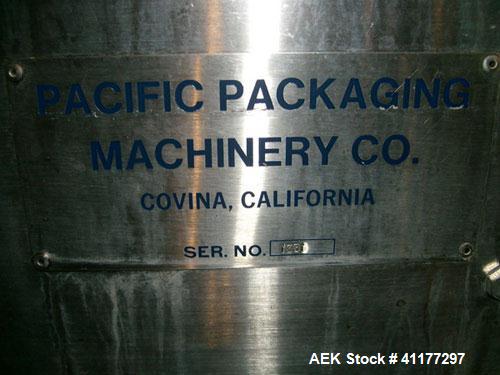 PACIFIC PACKAGING
MACHINERY CO.
COVINA, CALIFORNIA
SER. NO.
AEK Stock # 41177297